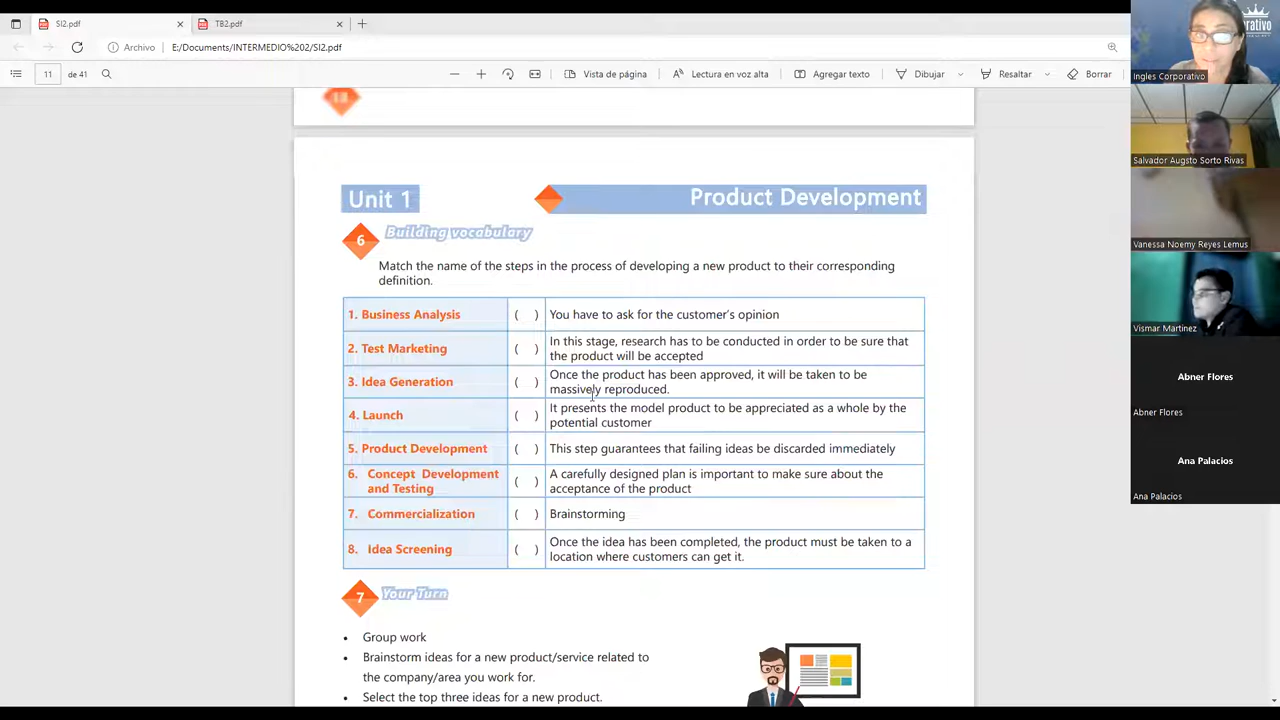 SI2.pdf
TB2.pdf
Archivo
E:/Documents/INTERMEDIO%202/SI2.pdf
11
de 41
Vista de página
Lectura en voz alta
Agregar texto
Dibujar
Resaltar
Borrar
Unit 1
Product Development
6
Building vocabulary
Match the name of the steps in the process of developing a new product to their corresponding
definition.
1. Business Analysis ( ) You have to ask for the customer's opinion
2. Test Marketing ( ) In this stage, research has to be conducted in order to be sure that
the product will be accepted
3. Idea Generation ( ) Once the product has been approved, it will be taken to be
massively reproduced.
4. Launch ( ) It presents the model product to be appreciated as a whole by the
potential customer
5. Product Development ( ) This step guarantees that failing ideas be discarded immediately
6. Concept Development
and Testing
( ) A carefully designed plan is important to make sure about the
acceptance of the product
7. Commercialization ( ) Brainstorming
8. Idea Screening ( ) Once the idea has been completed, the product must be taken to a
location where customers can get it.
7
Your Turn
• Group work
• Brainstorm ideas for a new product/service related to
the company/area you work for.
• Select the top three ideas for a new product.
rativo
Ingles Corporativo
Salvador Augsto Sorto Rivas
Vanessa Noemy Reyes Lemus
Vismar Martinez
Abner Flores
Abner Flores
Ana Palacios
Ana Palacios